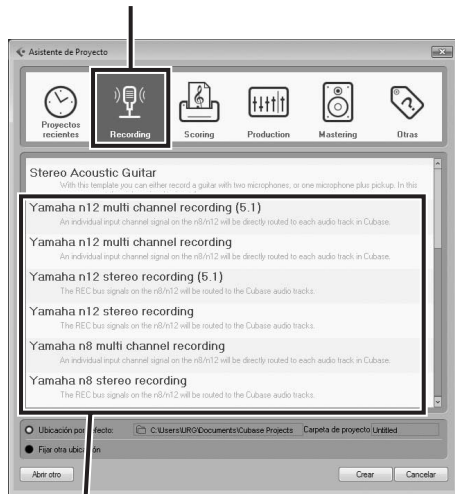 Asistente de Proyecto
Proyectos
recientes
Recording
Scoring
Production
Mastering
Otras
Stereo Acoustic Guitar
With this template you can either record a guitar with two microphones, or one microphone plus pickup. In this
Yamaha n12 multi channel recording (5.1)
An individual input channel signal on the n8/n12 will be directly routed to each audio track in Cubase.
Yamaha n12 multi channel recording
An individual input channel signal on the n8/n12 will be directly routed to each audio track in Cubase.
Yamaha n12 stereo recording (5.1)
The REC bus signals on the n8/n12 will be routed to the Cubase audio tracks.
Yamaha n12 stereo recording
The REC bus signals on the n8/n12 will be routed to the Cubase audio tracks.
Yamaha n8 multi channel recording
An individual input channel signal on the n8/n12 will be directly routed to each audio track in Cubase.
Yamaha n8 stereo recording
The REC bus signals on the n8/n12 will be routed to the Cubase audio tracks.
Ubicación por defecto: C:\Users\URG\Documents\Cubase Projects Carpeta de proyecto Untitled
Fijar otra ubicación
Abrir otro Crear Cancelar